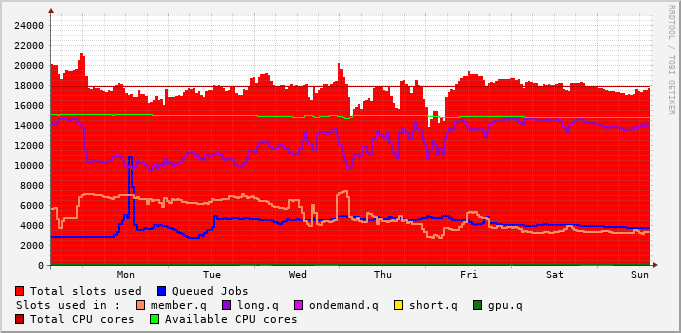 RRDTOOL / TOBI OETIKER
24000
22000
20000
18000
16000
14000
12000
10000
8000
6000
4000
2000
0
Mon Tue Wed Thu Fri Sat Sun
Total slots used Queued Jobs
Slots used in : member.q long.q ondemand.q short.q gpu.q
Total CPU cores Available CPU cores